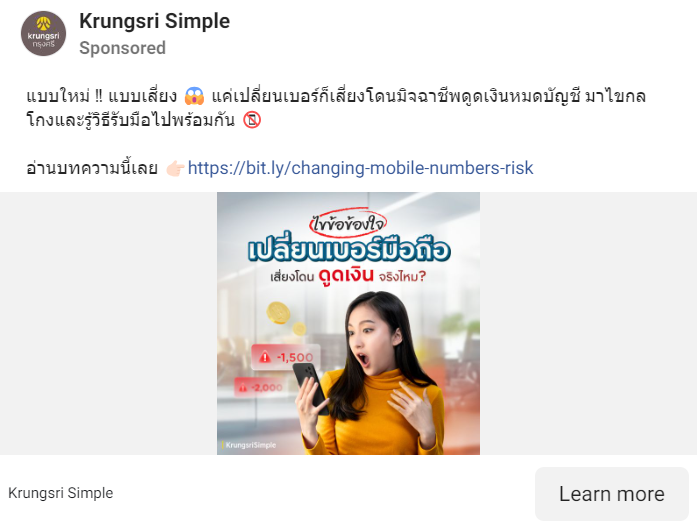 krungsri
กรุงศรี
Krungsri Simple
Sponsored
แบบใหม่ !! แบบเสี่ยง 😱 แค่เปลี่ยนเบอร์ก็เสี่ยงโดนมิจฉาชีพดูดเงินหมดบัญชี มาไขกล
โกงและรู้วิธีรับมือไปพร้อมกัน 📵
อ่านบทความนี้เลย 👉🏻https://bit.ly/changing-mobile-numbers-risk
ไขข้อข้องใจ
เปลี่ยนเบอร์มือถือ
เสี่ยงโดน ดูดเงิน จริงไหม?
-1,500
-2,000
KrungsriSimple
Krungsri Simple
Learn more